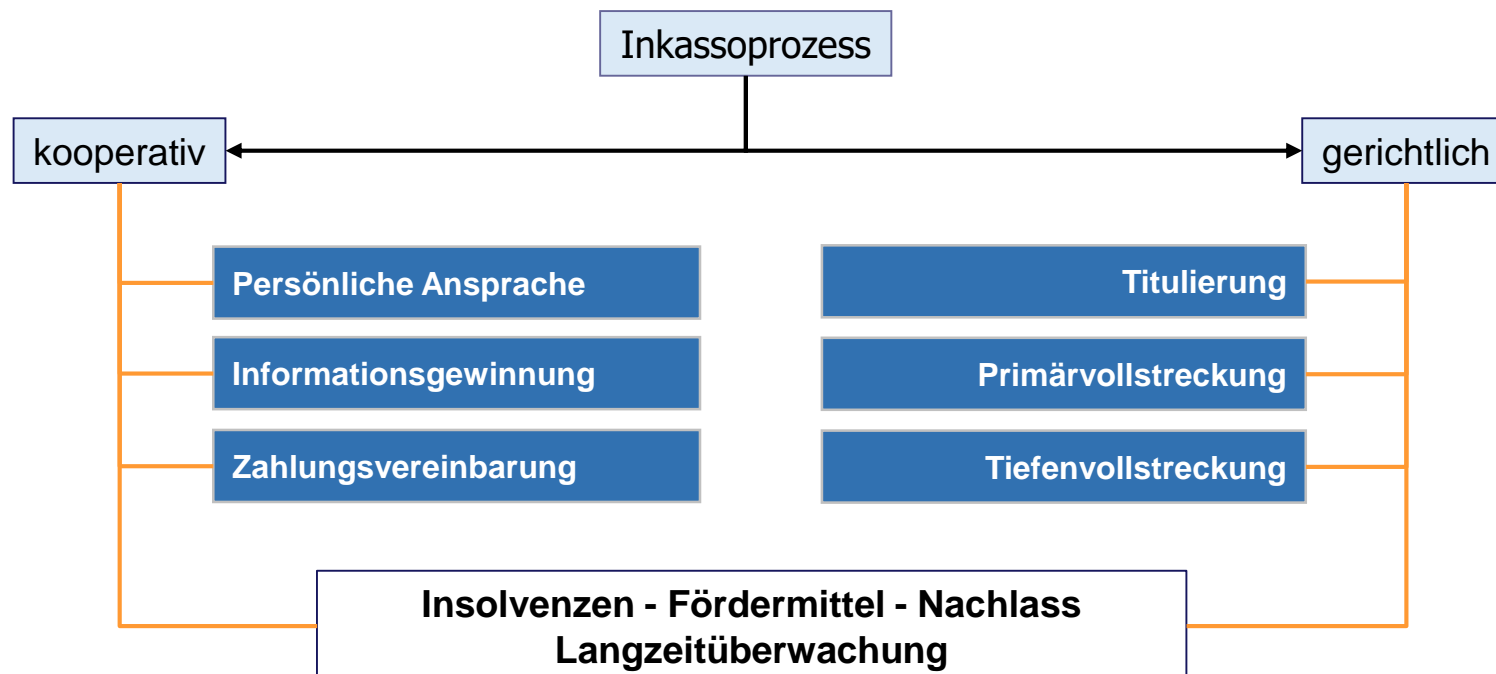 Inkassoprozess
kooperativ
gerichtlich
Persönliche Ansprache
Titulierung
Informationsgewinnung
Primärvollstreckung
Zahlungsvereinbarung
Tiefenvollstreckung
Insolvenzen - Fördermittel - Nachlass
Langzeitüberwachung